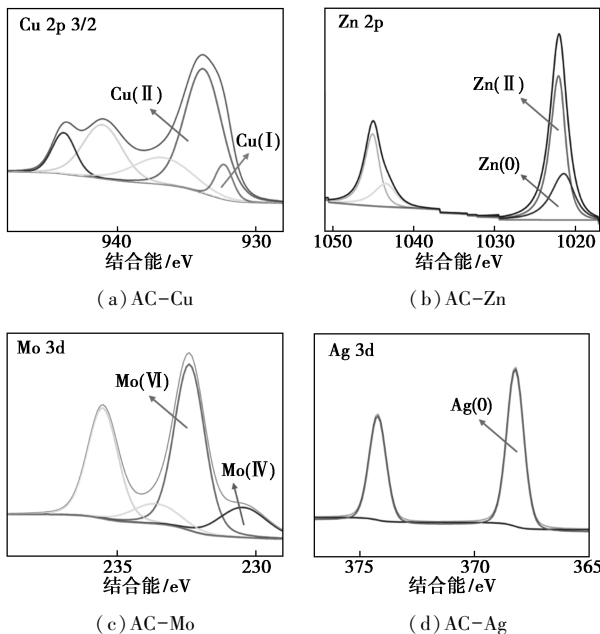 Cu 2p 3/2
Cu(Ⅱ)
Cu(Ⅰ)
940
930
结合能/eV
(a)AC-Cu
Zn 2p
Zn(Ⅱ)
Zn(0)
1050
1040
1030
1020
结合能/eV
(b)AC-Zn
Mo 3d
Mo(Ⅵ)
Mo(Ⅳ)
235
230
结合能/eV
(c)AC-Mo
Ag 3d
Ag(0)
375
370
365
结合能/eV
(d)AC-Ag